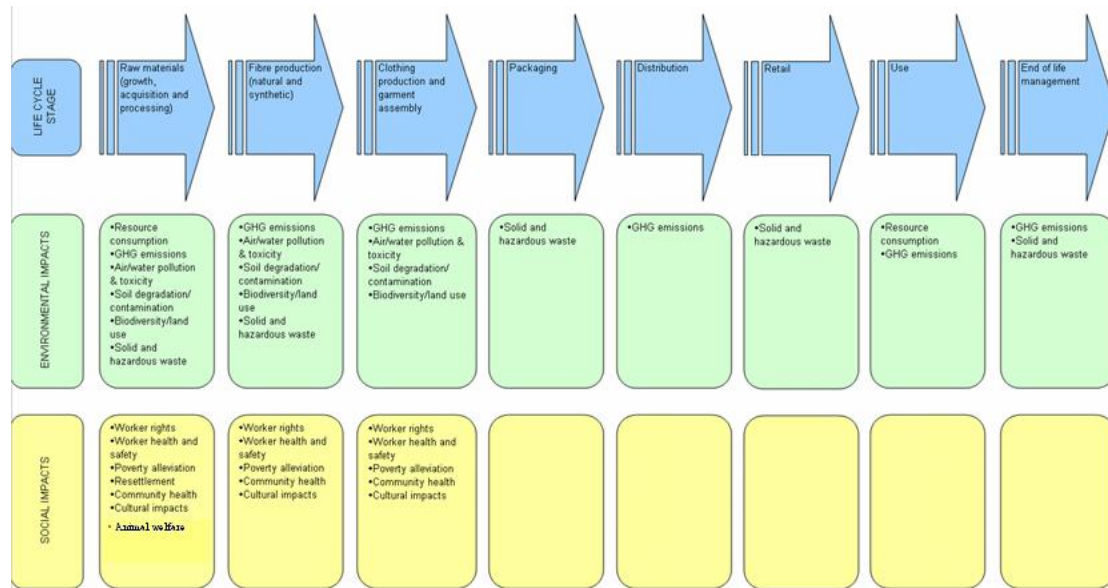 LIFE CYCLE
STAGE
Raw materials
(growth,
acquisition and
processing)
Fibre production
(natural and
synthetic)
Clothing
production and
garment
assembly
Packaging
Distribution
Retail
Use
End of life
management
ENVIRONMENTAL IMPACTS
•Resource
consumption
•GHG emissions
•Air/water pollution
& toxicity
•Soil degradation/
contamination
•Biodiversity/land
use
•Solid and
hazardous waste
•GHG emissions
•Air/water pollution
& toxicity
•Soil degradation/
contamination
•Biodiversity/land
use
•Solid and
hazardous waste
•GHG emissions
•Air/water pollution &
toxicity
•Soil degradation/
contamination
•Biodiversity/land use
•Solid and
hazardous waste
•GHG emissions
•Solid and
hazardous waste
•Resource
consumption
•GHG emissions
•GHG emissions
•Solid and
hazardous waste
SOCIAL IMPACTS
•Worker rights
•Worker health and
safety
•Poverty alleviation
•Resettlement
•Community health
•Cultural impacts
• Animal welfare
•Worker rights
•Worker health and
safety
•Poverty alleviation
•Community health
•Cultural impacts
•Worker rights
•Worker health and
safety
•Poverty alleviation
•Community health
•Cultural impacts